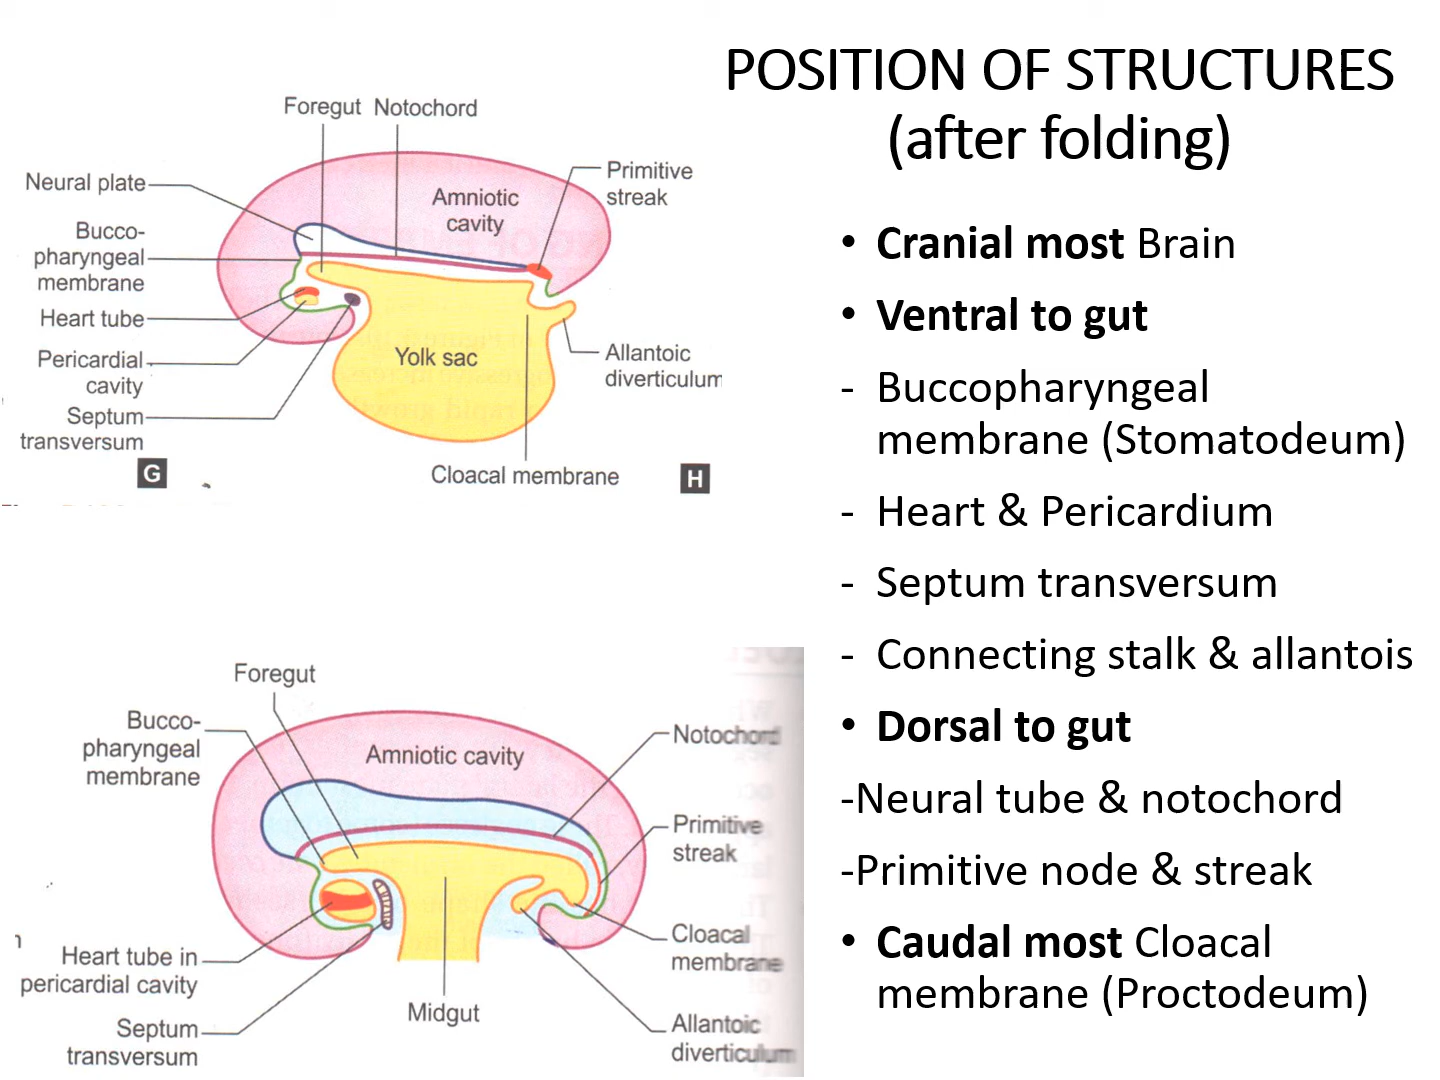 POSITION OF STRUCTURES
(after folding)
Foregut Notochord
Neural plate
Bucco-
pharyngeal
membrane
Heart tube
Pericardial
cavity
Septum
transversum
Amniotic
cavity
Primitive
streak
Yolk sac
Allantoic
diverticulum
Cloacal membrane
G
H
• Cranial most Brain
• Ventral to gut
- Buccopharyngeal
membrane (Stomatodeum)
- Heart & Pericardium
- Septum transversum
- Connecting stalk & allantois
• Dorsal to gut
-Neural tube & notochord
-Primitive node & streak
• Caudal most Cloacal
membrane (Proctodeum)
Foregut
Bucco-
pharyngeal
membrane
Amniotic cavity
Notochord
Primitive
streak
Heart tube in
pericardial cavity
Septum
transversum
Midgut
Cloacal
membrane
Allantoic
diverticulum